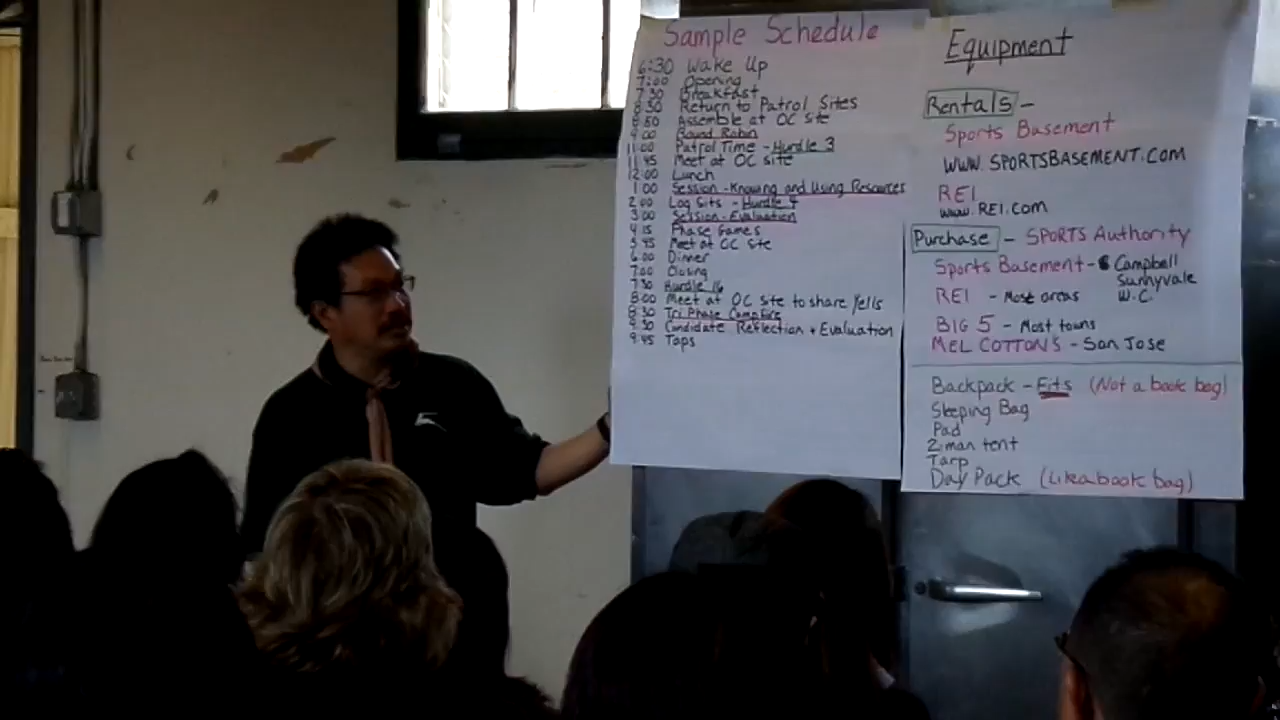 Sample Schedule
6:30 Wake Up
7:00 Opening
7:30 Breakfast
8:30 Return to Patrol Sites
8:50 Assemble at OC site
9:00 Round Robin
11:00 Patrol Time - Hurdle 3
11:45 Meet at OC site
12:00 Lunch
1:00 Session - Knowing and Using Resources
2:00 Log Sits - Hurdle 4
3:00 Session - Evaluation
4:15 Phase Games
5:45 Meet at OC site
6:00 Dinner
7:00 Closing
7:30 Hurdle
8:00 Meet at OC site to share yells
8:30 Tri Phase Campfire
9:30 Candidate Reflection + Evaluation
9:45 Taps
Equipment
Rentals -
Sports Basement
WWW.SPORTSBASEMENT.COM
REI
www.REI.COM
Purchase - SPORTS Authority
Sports Basement - Campbell
Sunnyvale
W.C.
REI - Most areas
BIG 5 - Most towns
MEL COTTONS - San Jose
Backpack - Fits (Not a book bag)
Sleeping Bag
Pad
2 man tent
Tarp
Day Pack (Like a book bag)